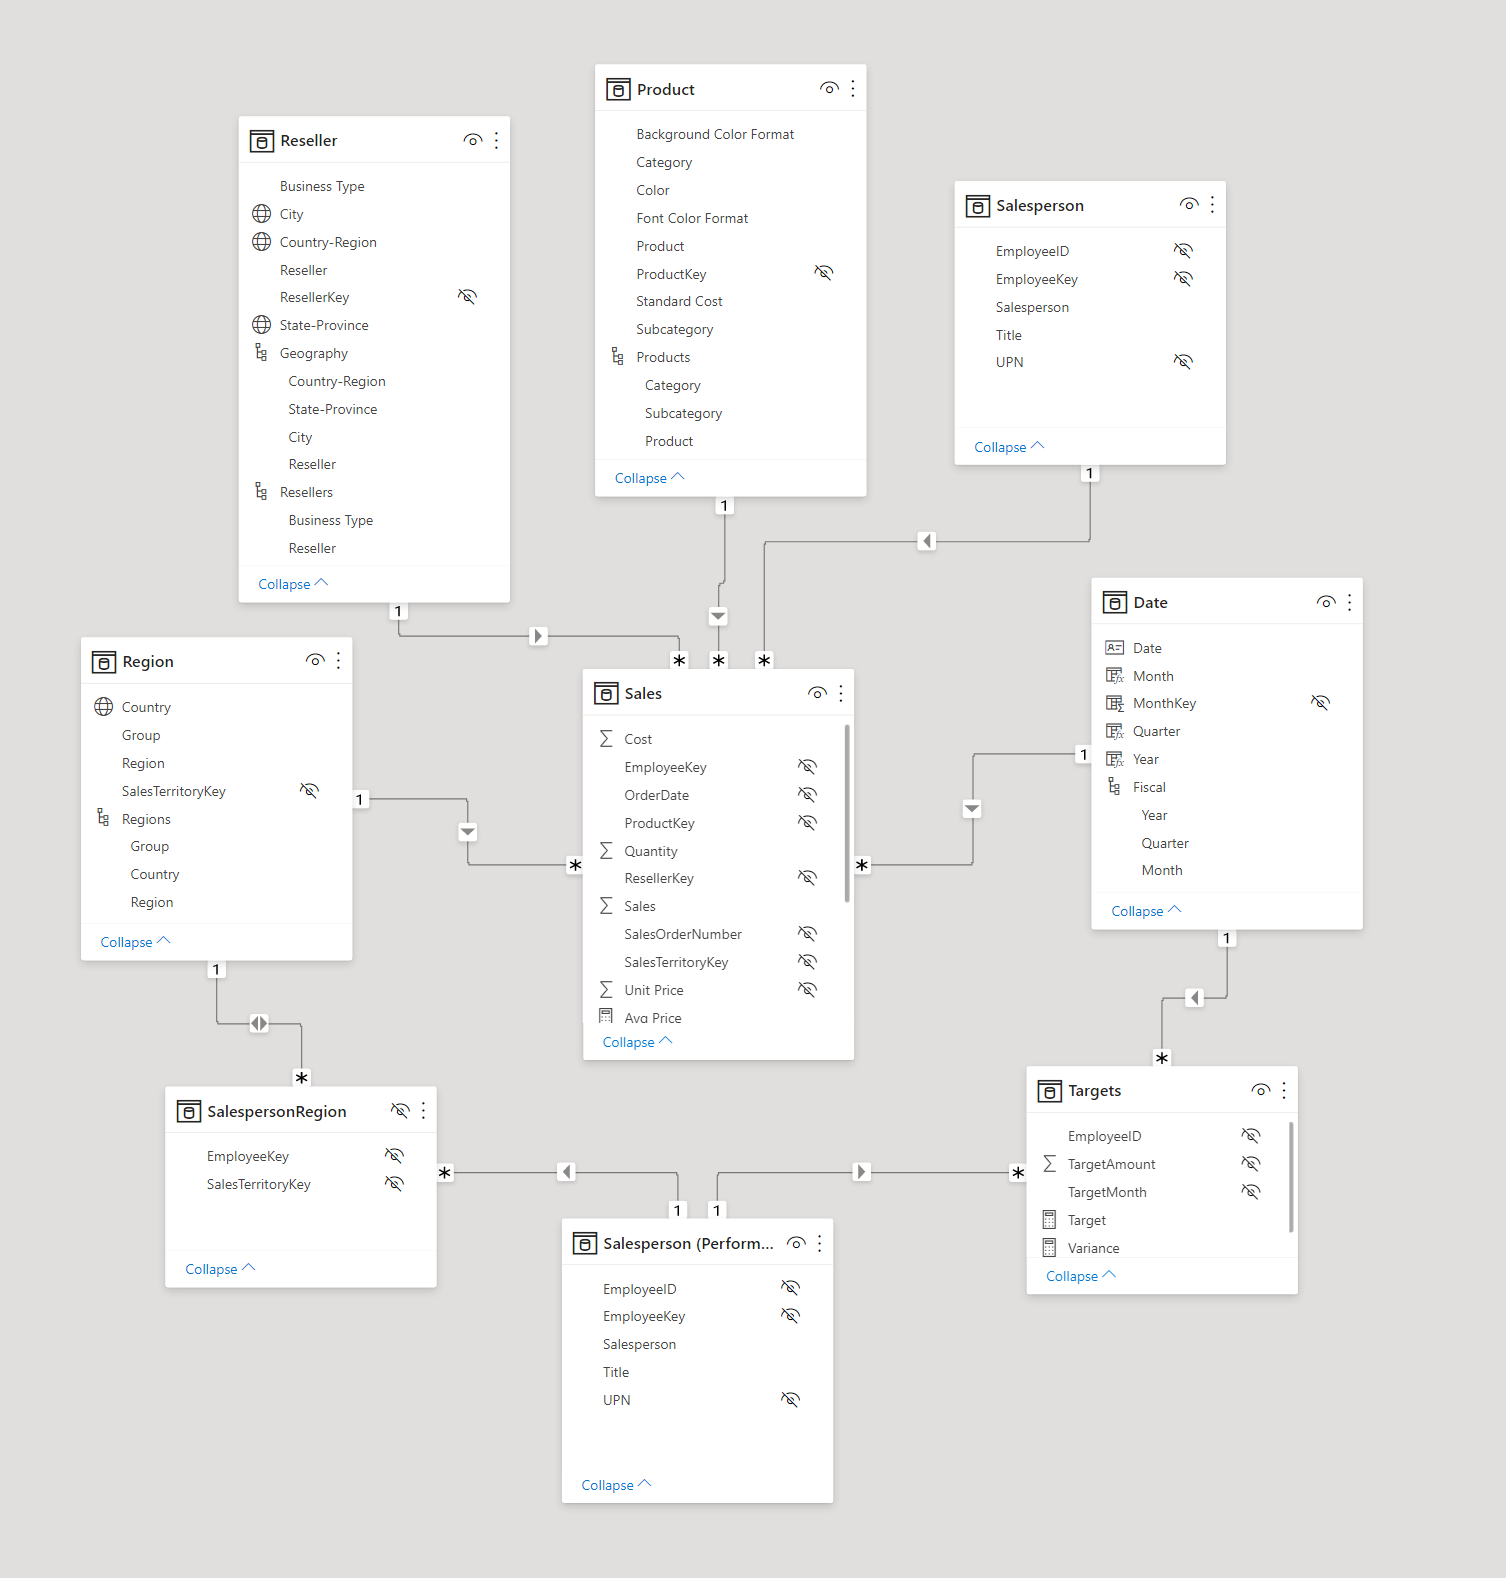 Product
Background Color Format
Category
Color
Font Color Format
Product
ProductKey
Standard Cost
Subcategory
Products
Category
Subcategory
Product
Collapse
1
Reseller
Business Type
City
Country-Region
Reseller
ResellerKey
State-Province
Geography
Country-Region
State-Province
City
Reseller
Resellers
Business Type
Reseller
Collapse
1
Salesperson
EmployeeID
EmployeeKey
Salesperson
Title
UPN
Collapse
1
Region
Country
Group
Region
SalesTerritoryKey
Regions
Group
Country
Region
Collapse
1
1
*
*
*
Sales
Cost
EmployeeKey
OrderDate
ProductKey
Quantity
ResellerKey
Sales
SalesOrderNumber
SalesTerritoryKey
Unit Price
Avg Price
Collapse
*
*
Date
Date
Month
MonthKey
Quarter
Year
Fiscal
Year
Quarter
Month
Collapse
1
1
*
SalespersonRegion
EmployeeKey
SalesTerritoryKey
Collapse
*
*
Targets
EmployeeID
TargetAmount
TargetMonth
Target
Variance
Collapse
*
1
1
Salesperson (Perform...
EmployeeID
EmployeeKey
Salesperson
Title
UPN
Collapse